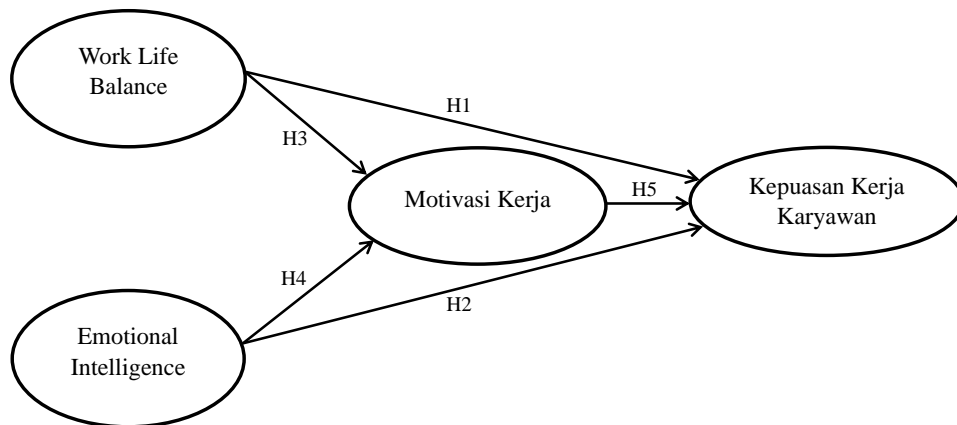 Work Life
Balance
H1
H3
Motivasi Kerja
H5
Kepuasan Kerja
Karyawan
H4
H2
Emotional
Intelligence